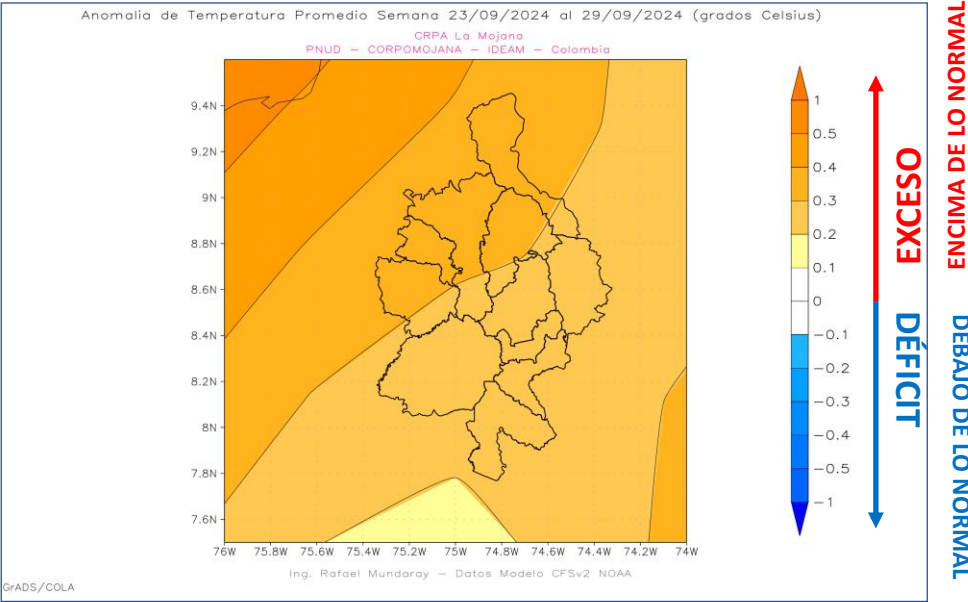 Anomalia de Temperatura Promedio Semana 23/09/2024 al 29/09/2024 (grados Celsius)
CRPA La Mojana
PNUD – CORPOMOJANA – IDEAM – Colombia
9.4N
9.2N
9N
8.8N
8.6N
8.4N
8.2N
8N
7.8N
7.6N
76W 75.8W 75.6W 75.4W 75.2W 75W 74.8W 74.6W 74.4W 74.2W 74W
1
0.5
0.4
0.3
0.2
0.1
0
−0.1
−0.2
−0.3
−0.4
−0.5
−1
EXCESO
DÉFICIT
ENCIMA DE LO NORMAL
DEBAJO DE LO NORMAL
Ing. Rafael Mundaray – Datos Modelo CFSv2 NOAA
GrADS/COLA